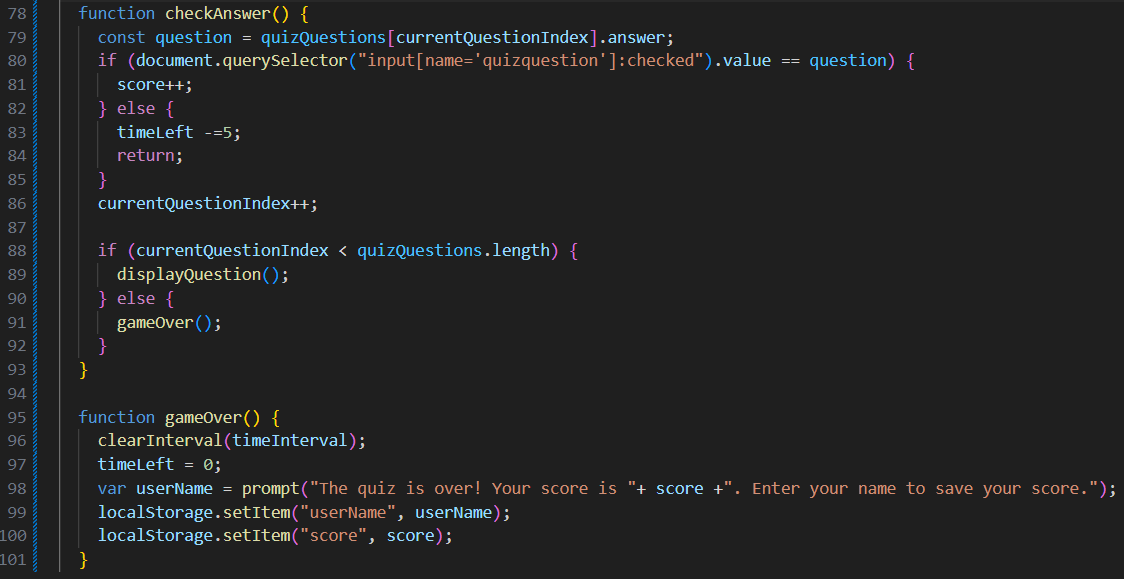 78 function checkAnswer() {
79 const question = quizQuestions[currentQuestionIndex].answer;
80 if (document.querySelector("input[name='quizquestion']:checked").value == question) {
81 score++;
82 } else {
83 timeLeft -=5;
84 return;
85 }
86 currentQuestionIndex++;
87
88 if (currentQuestionIndex < quizQuestions.length) {
89 displayQuestion();
90 } else {
91 gameOver();
92 }
93 }
94
95 function gameOver() {
96 clearInterval(timeInterval);
97 timeLeft = 0;
98 var userName = prompt("The quiz is over! Your score is "+ score +". Enter your name to save your score.");
99 localStorage.setItem("userName", userName);
100 localStorage.setItem("score", score);
101 }